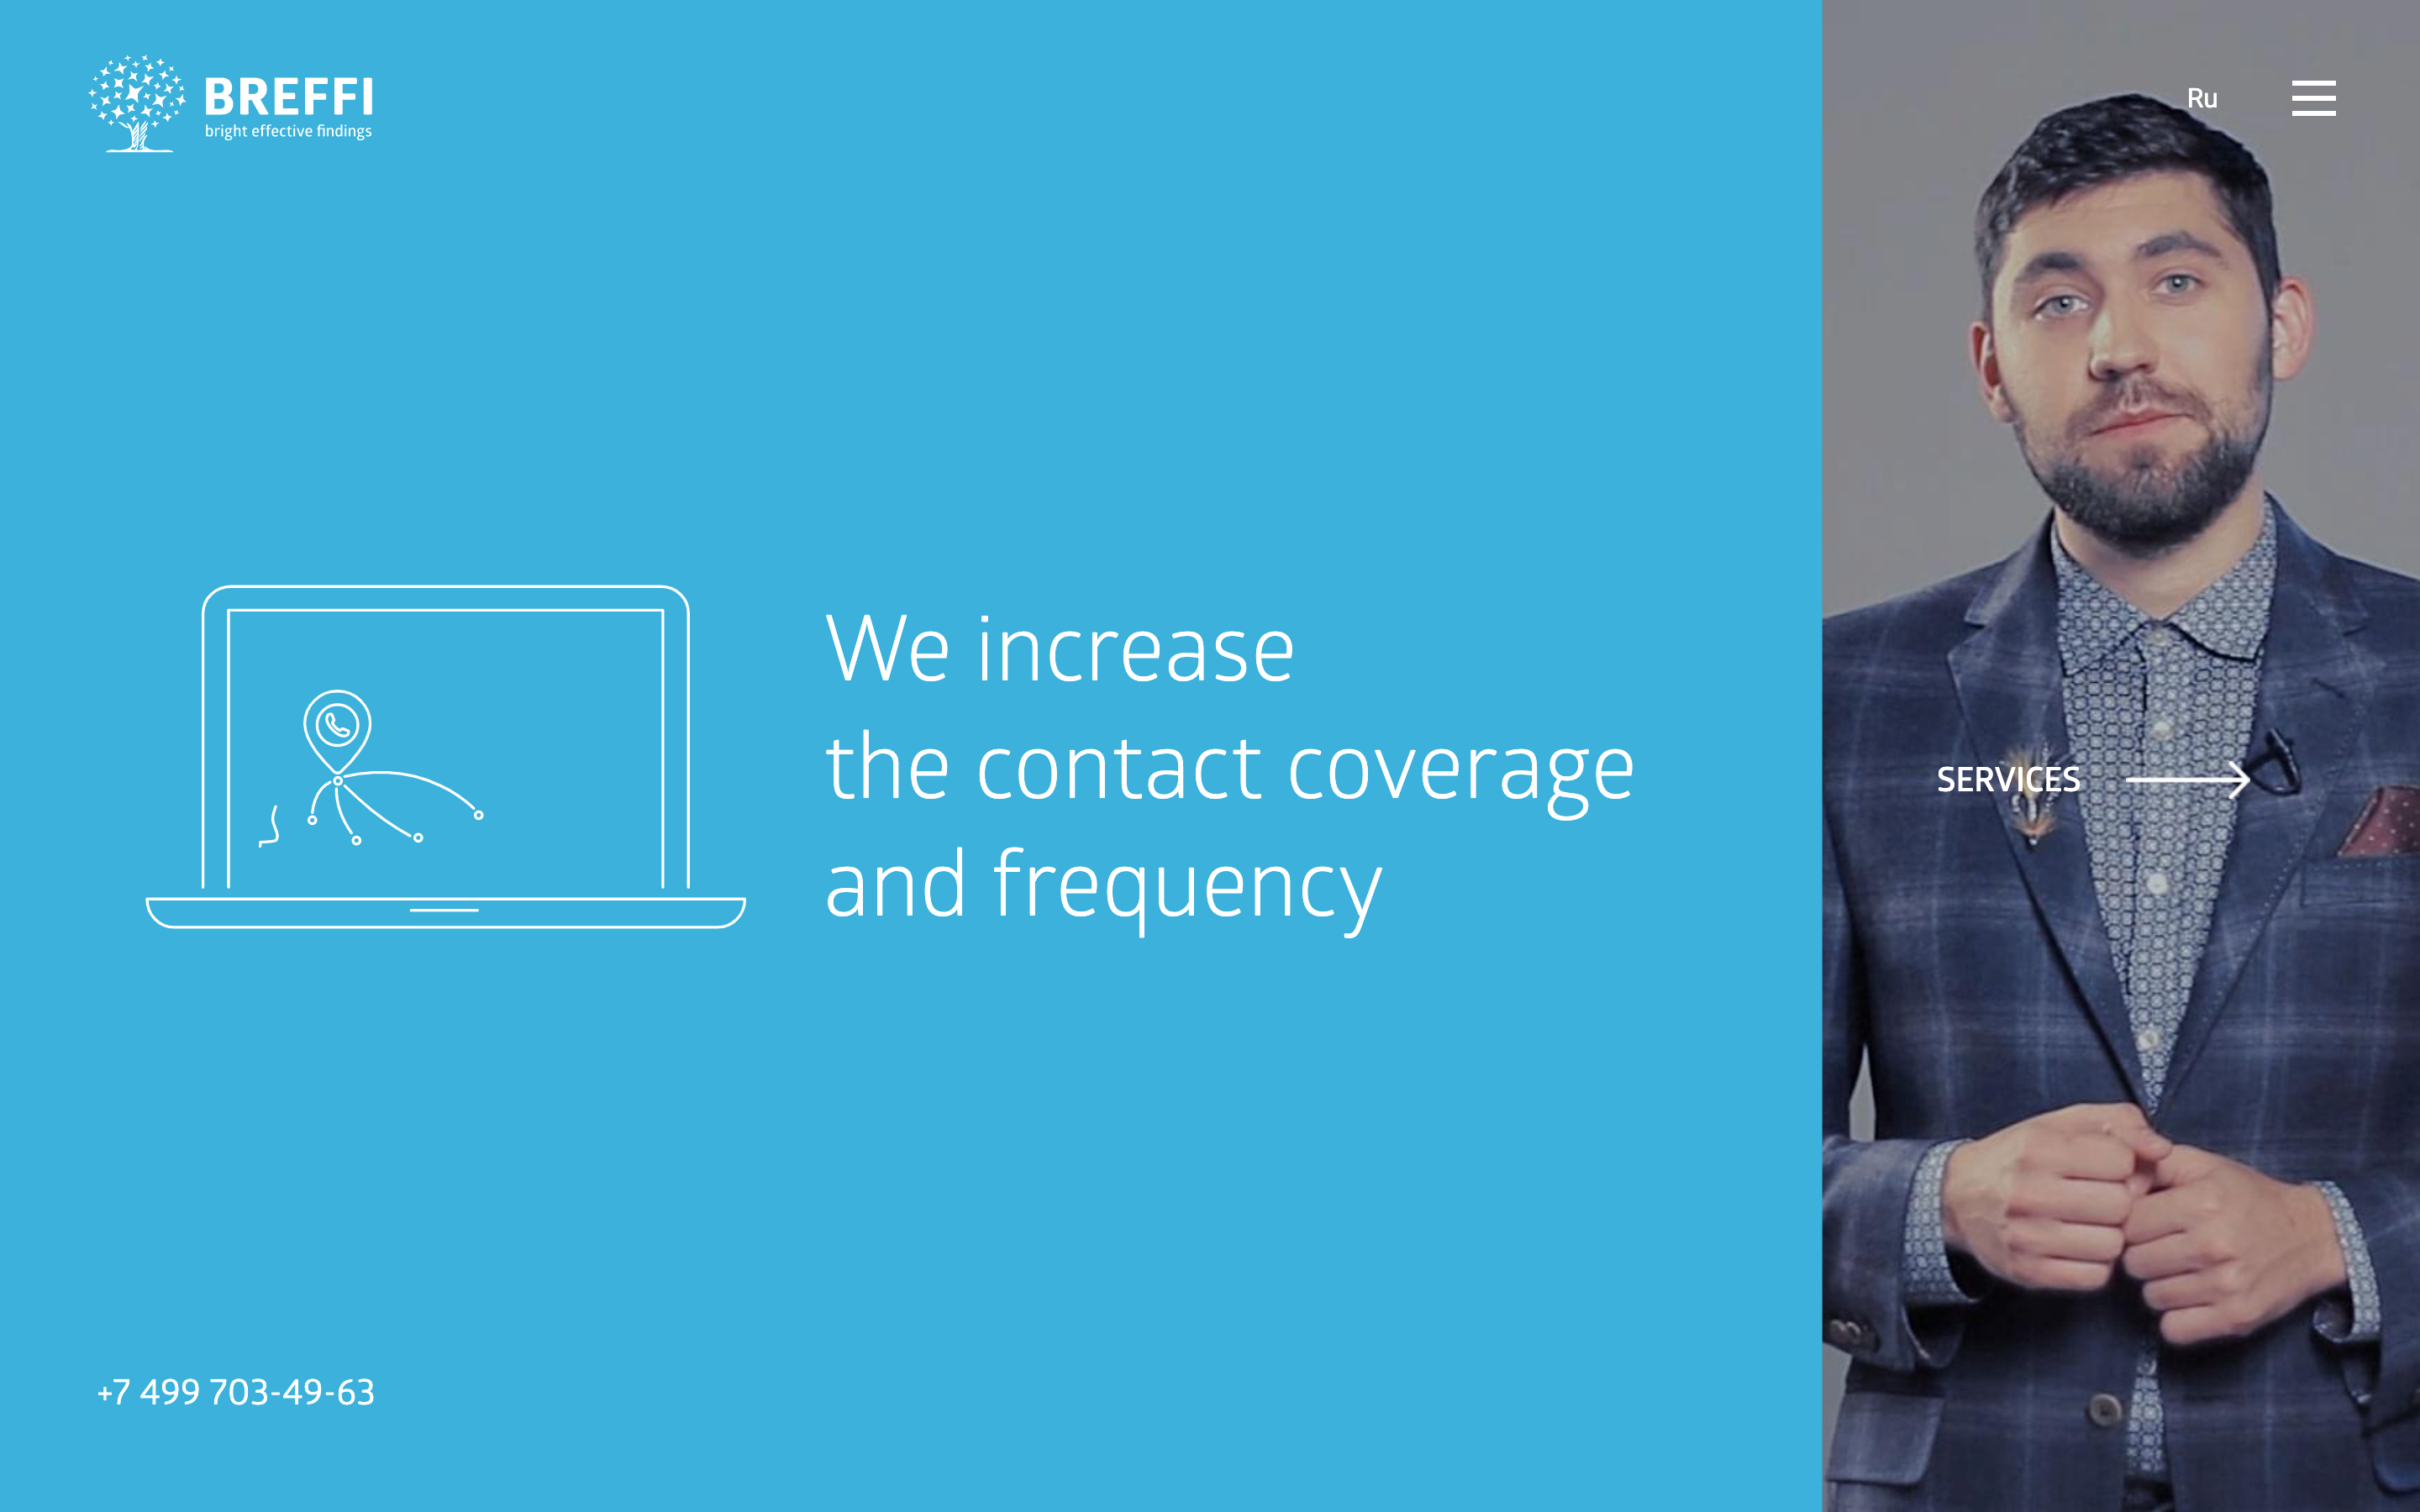 BREFFI
bright effective findings
Ru
We increase
the contact coverage
and frequency
SERVICES
+7 499 703-49-63